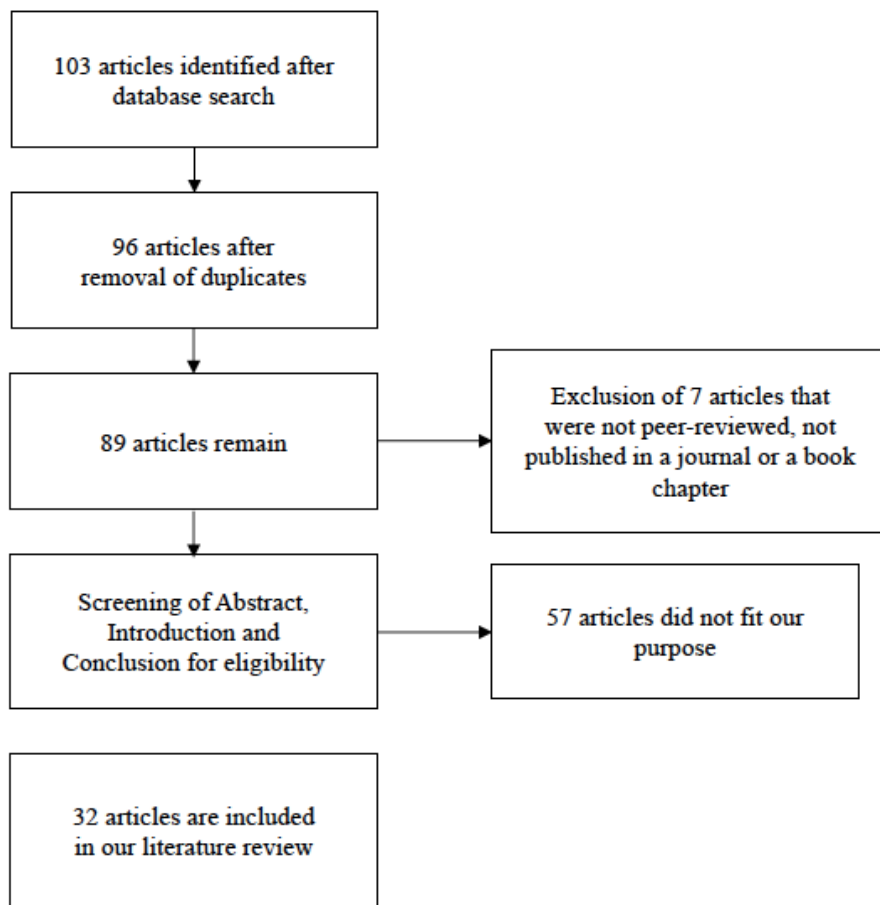 103 articles identified after
database search
96 articles after
removal of duplicates
89 articles remain
Exclusion of 7 articles that
were not peer-reviewed, not
published in a journal or a book
chapter
Screening of Abstract,
Introduction and
Conclusion for eligibility
57 articles did not fit our
purpose
32 articles are included
in our literature review